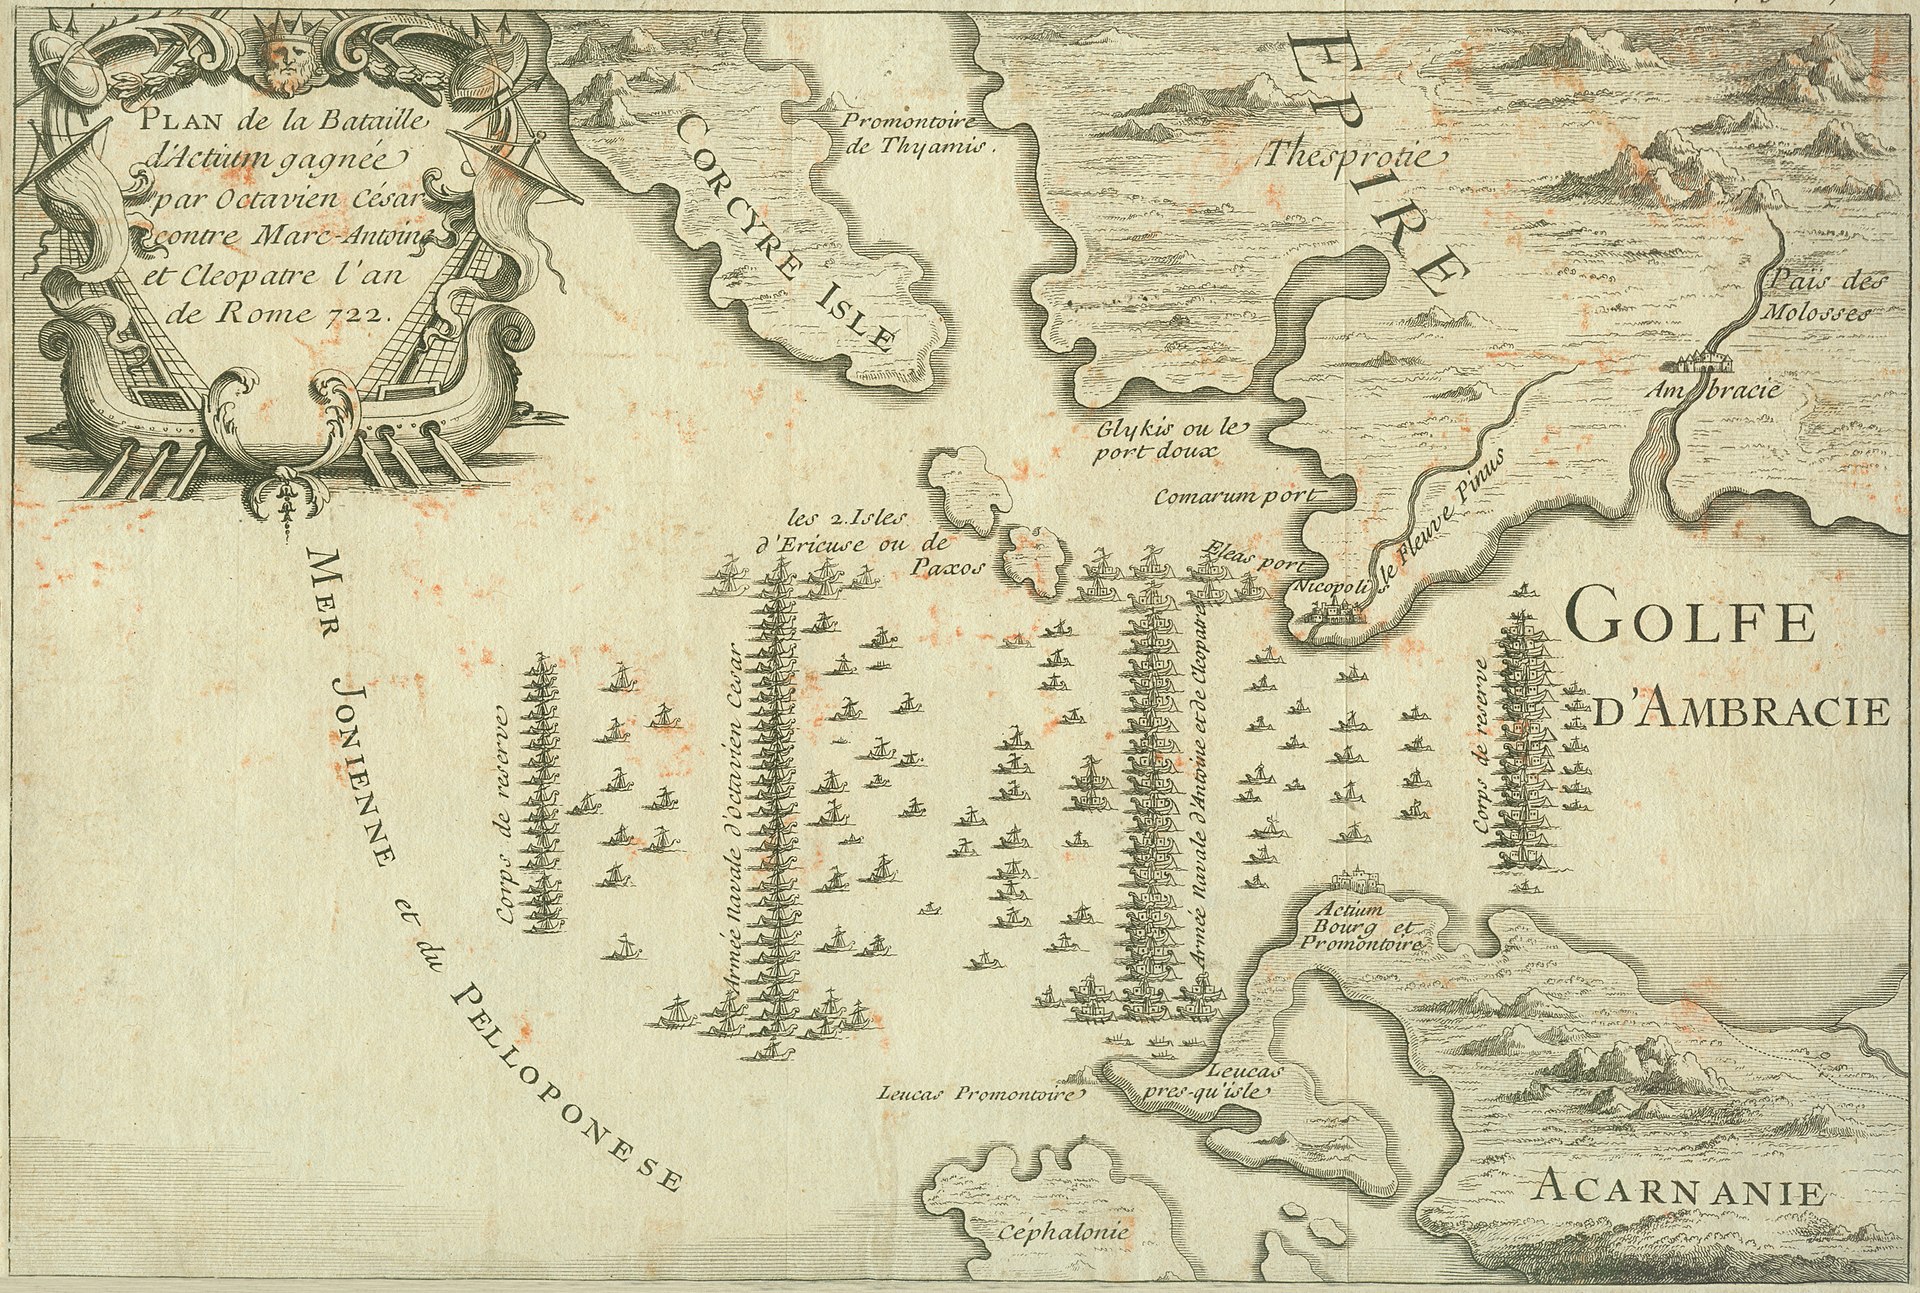 PLAN de la Bataille
d'Actium gagnée
par Octavien César
contre Marc-Antoine
et Cleopatre l'an
de Rome 722.
EPIRE
Promontoire
de Thyamis.
Thesprotie
CORCYRE ISLE
Païs des
Molosses
Ambracie
Glykis ou le
port doux
Comarum port
le Fleuve Pinus
les 2. Isles
d'Ericuse ou de
Paxos
Eleas port
Nicopolis
GOLFE
D'AMBRACIE
MER JONIENNE et du PELLOPONESE
Corps de reserve
Armée Navale d'Octavien César
Armée Navale d'Antoine et de Cleopatre
Corps de reserve
Actium
Bourg et
Promontoire
Leucas Promontoire
Leucas
pres-qu'isle
ACARNANIE
Céphalonie